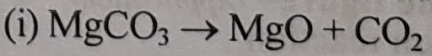 (i) MgCO₃ → MgO + CO₂